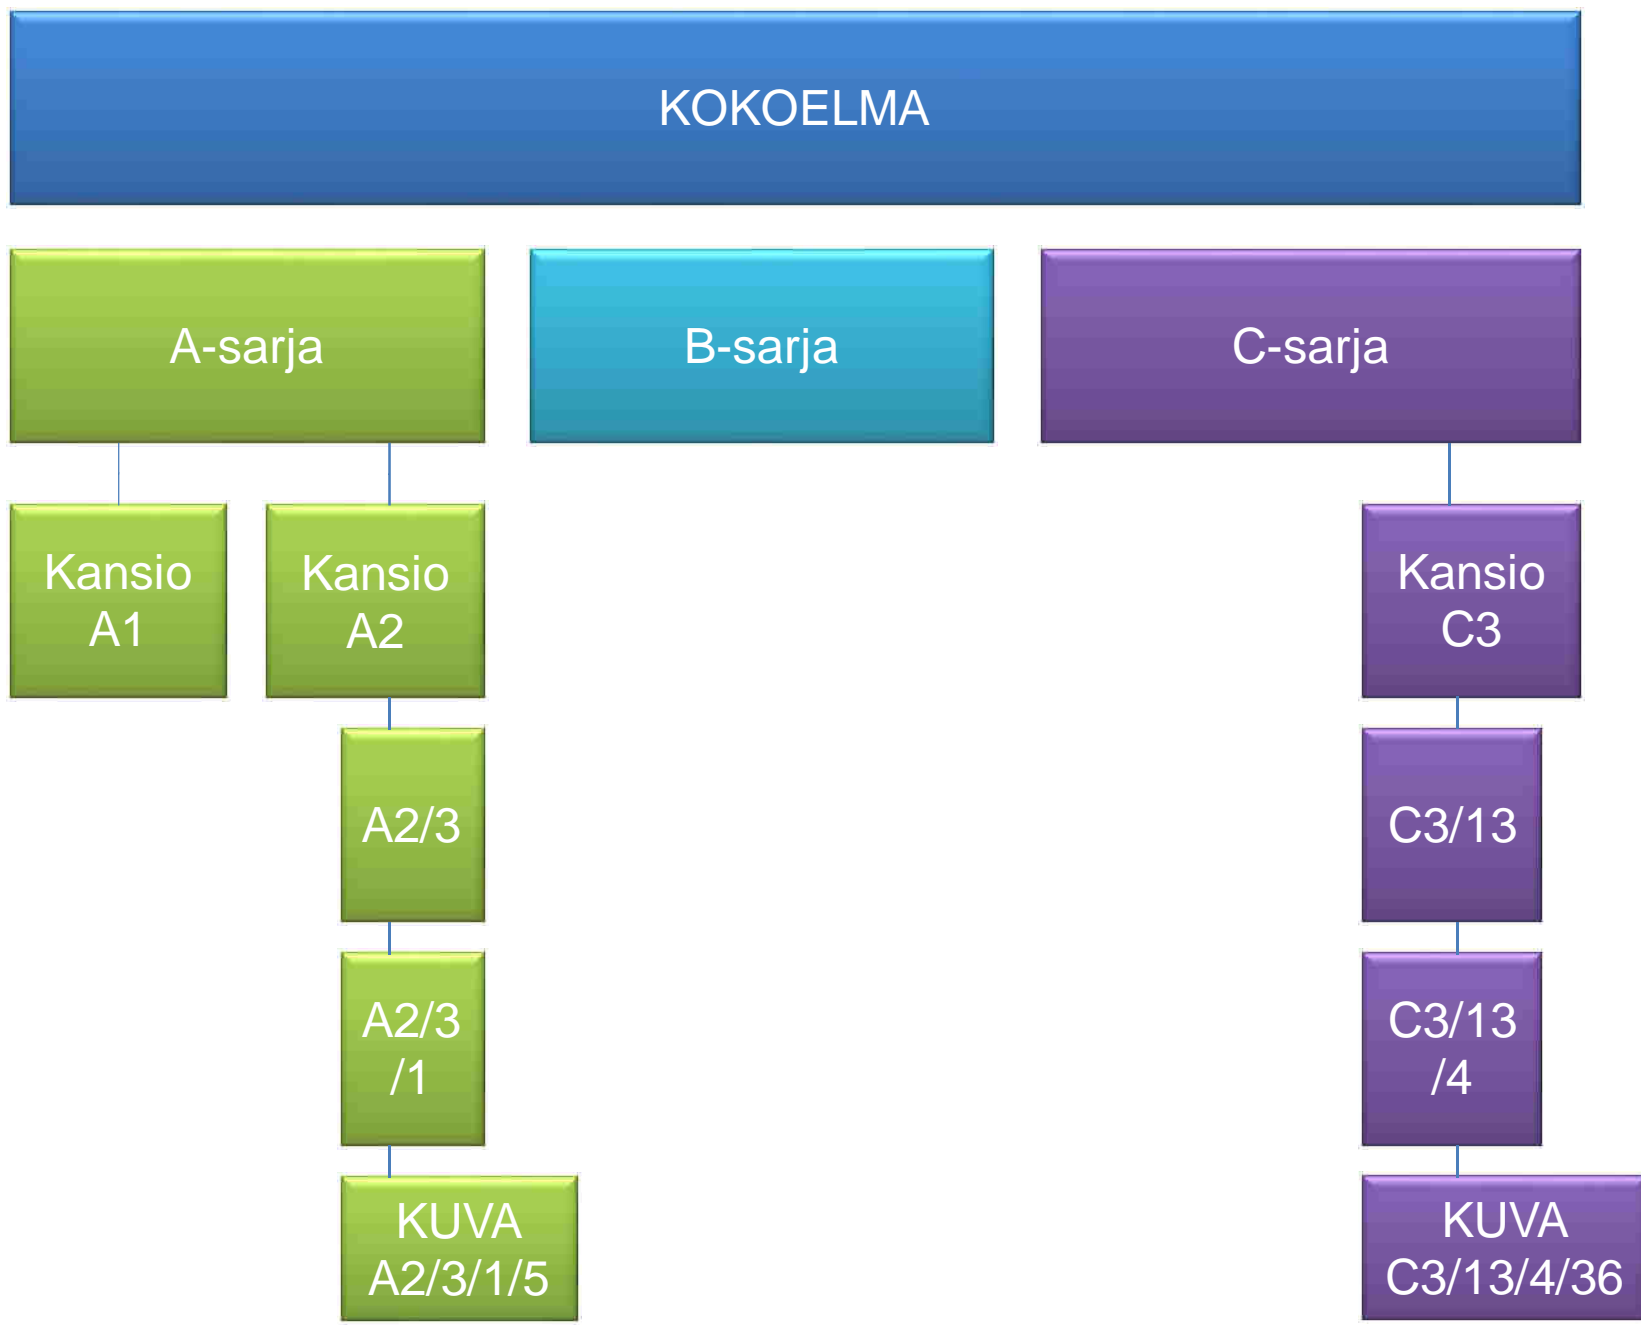 KOKOELMA
A-sarja
B-sarja
C-sarja
Kansio
A1
Kansio
A2
Kansio
C3
A2/3
C3/13
A2/3
/1
C3/13
/4
KUVA
A2/3/1/5
KUVA
C3/13/4/36